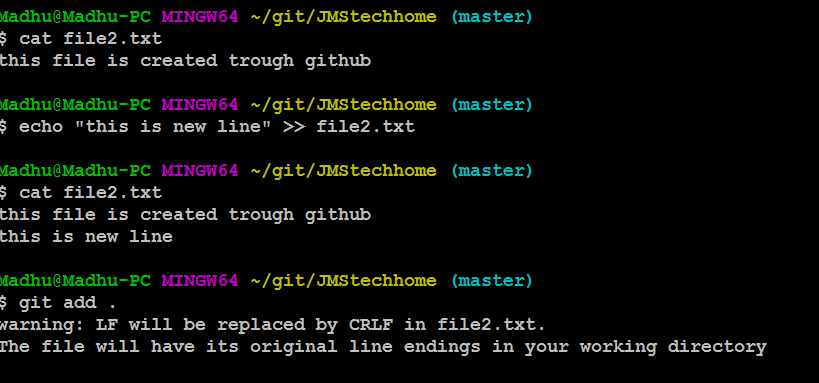 Madhu@Madhu-PC MINGW64 ~/git/JMStechhome (master)
$ cat file2.txt
this file is created trough github
Madhu@Madhu-PC MINGW64 ~/git/JMStechhome (master)
$ echo "this is new line" >> file2.txt
Madhu@Madhu-PC MINGW64 ~/git/JMStechhome (master)
$ cat file2.txt
this file is created trough github
this is new line
Madhu@Madhu-PC MINGW64 ~/git/JMStechhome (master)
$ git add .
warning: LF will be replaced by CRLF in file2.txt.
The file will have its original line endings in your working directory